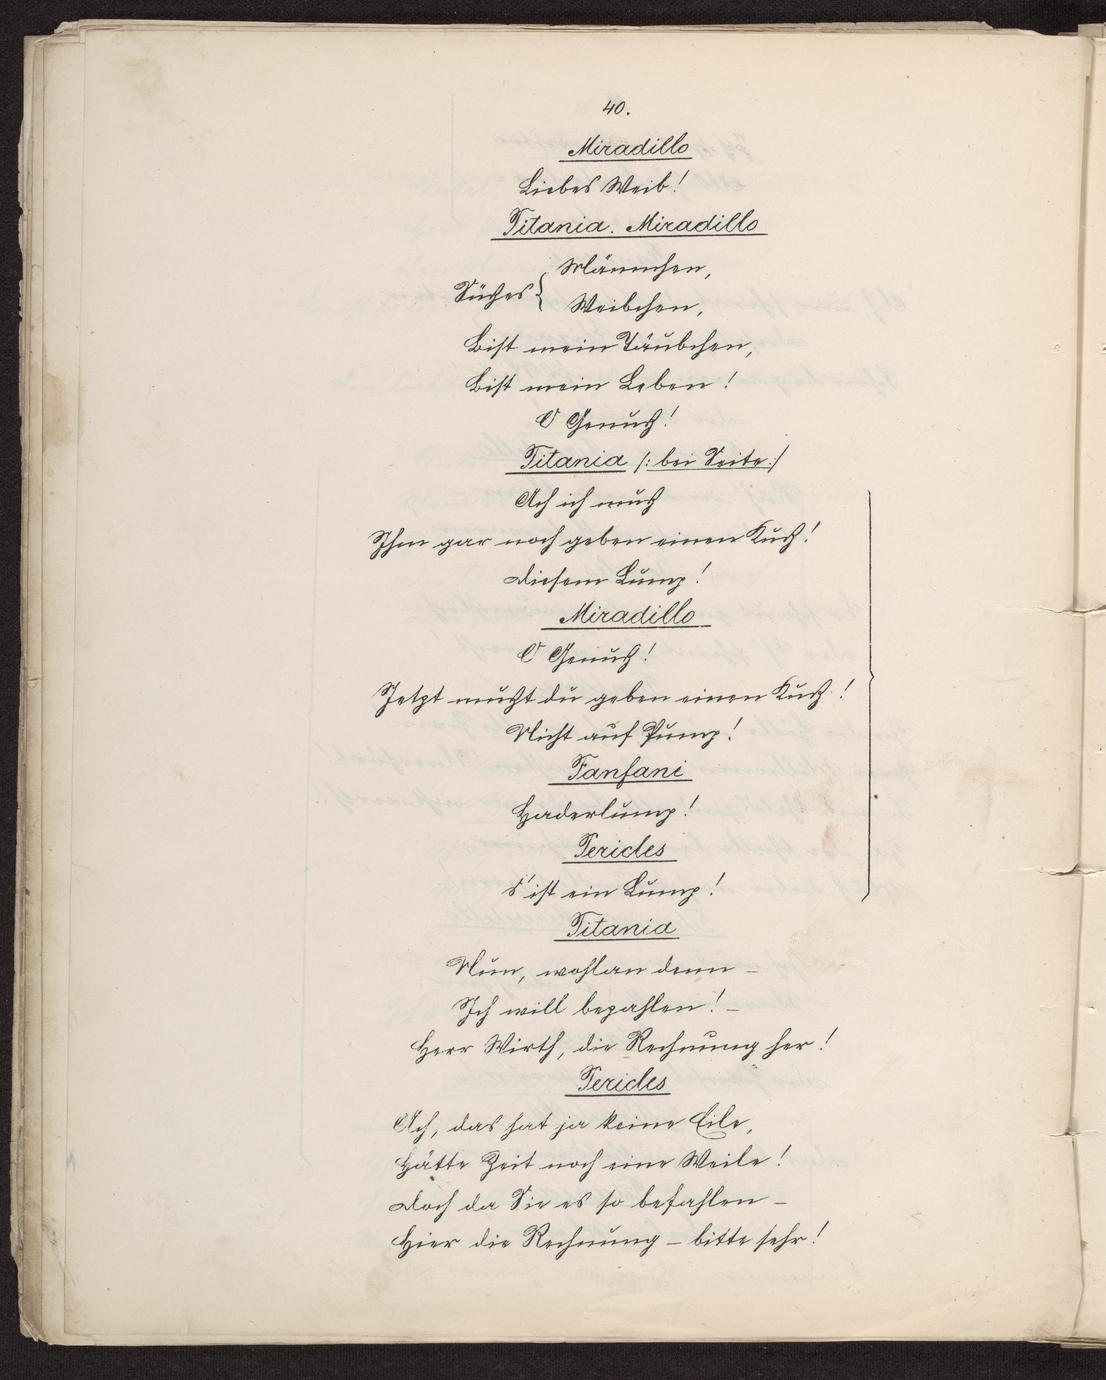 40.
Miradillo
Liebes Weib!
Titania. Miradillo
Süßes { Männchen,
Weibchen,
Bist mein Täubchen,
Bist mein Leben!
O Genuß!
Titania /: bei Seite :/
Ach ich muß
Ihm gar noch geben einen Kuß!
Diesem Lump!
Miradillo
O Genuß!
Jetzt mußt du geben einen Kuß!
Nicht auf Pump!
Fanfani
Haderlump!
Pericles
S'ist ein Lump!
Titania
Nun, wohlan denn –
Ich will bezahlen! –
Herr Wirth, die Rechnung her!
Pericles
Ach, das hat ja keine Eile,
Hätte Zeit noch eine Weile!
Doch da Sie es so befahlen –
Hier die Rechnung – bitte sehr!